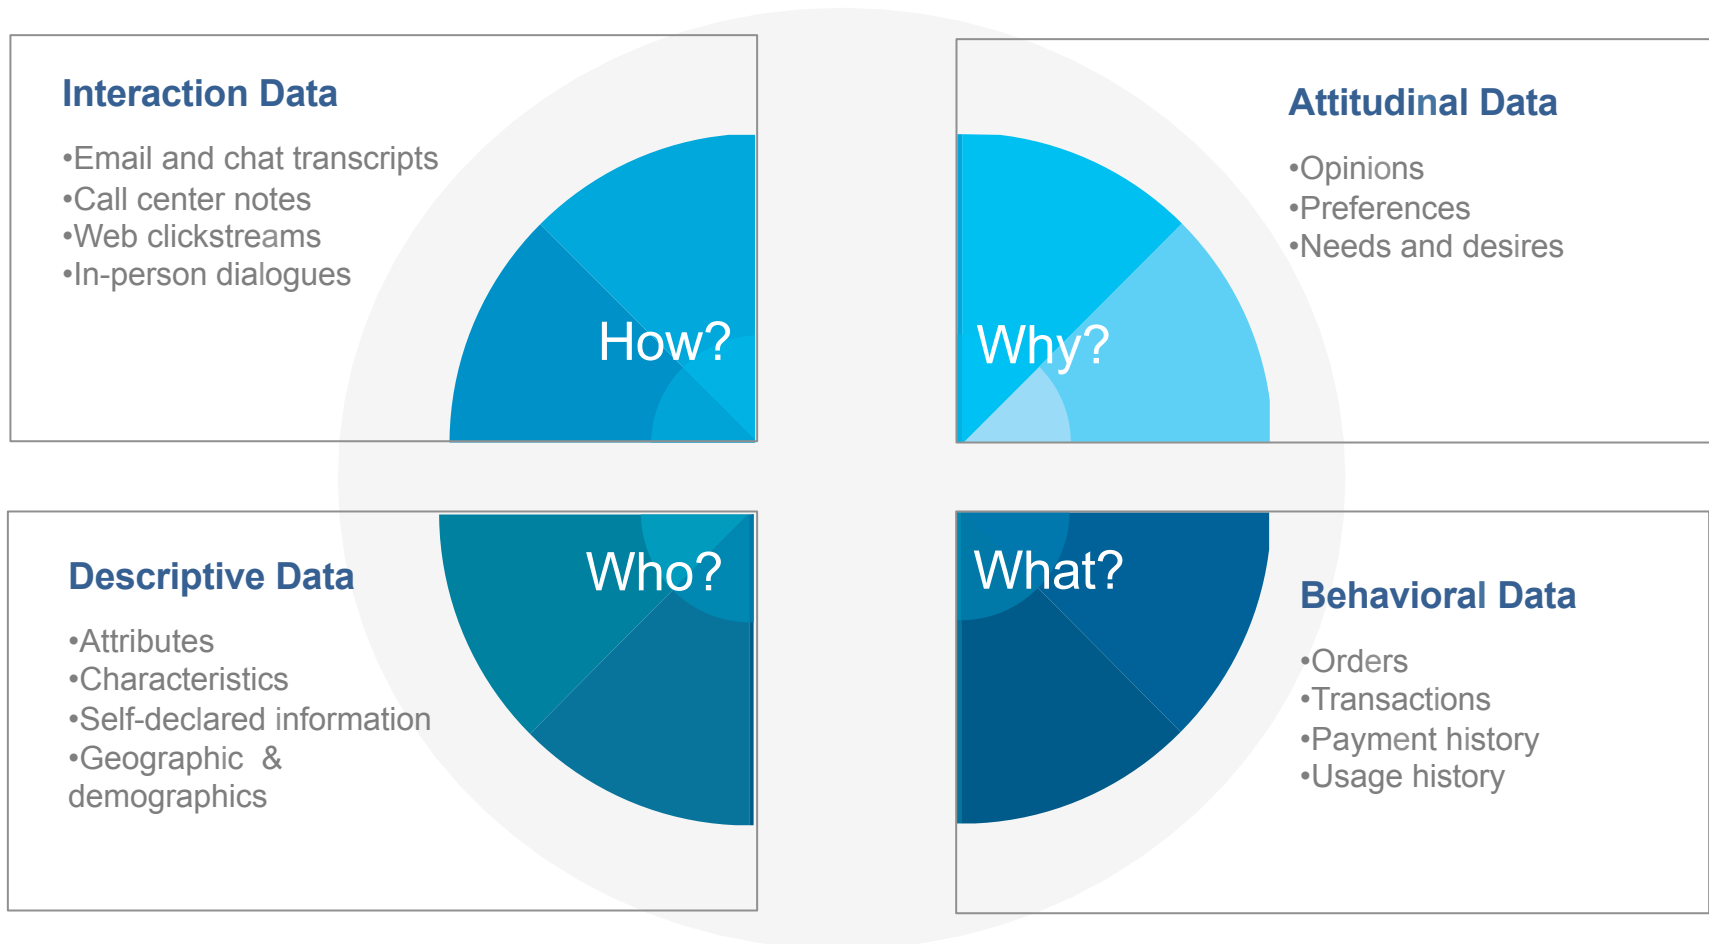 Interaction Data
•Email and chat transcripts
•Call center notes
•Web clickstreams
•In-person dialogues
How?
Attitudinal Data
•Opinions
•Preferences
•Needs and desires
Why?
Descriptive Data
•Attributes
•Characteristics
•Self-declared information
•Geographic  &
demographics
Who?
What?
Behavioral Data
•Orders
•Transactions
•Payment history
•Usage history